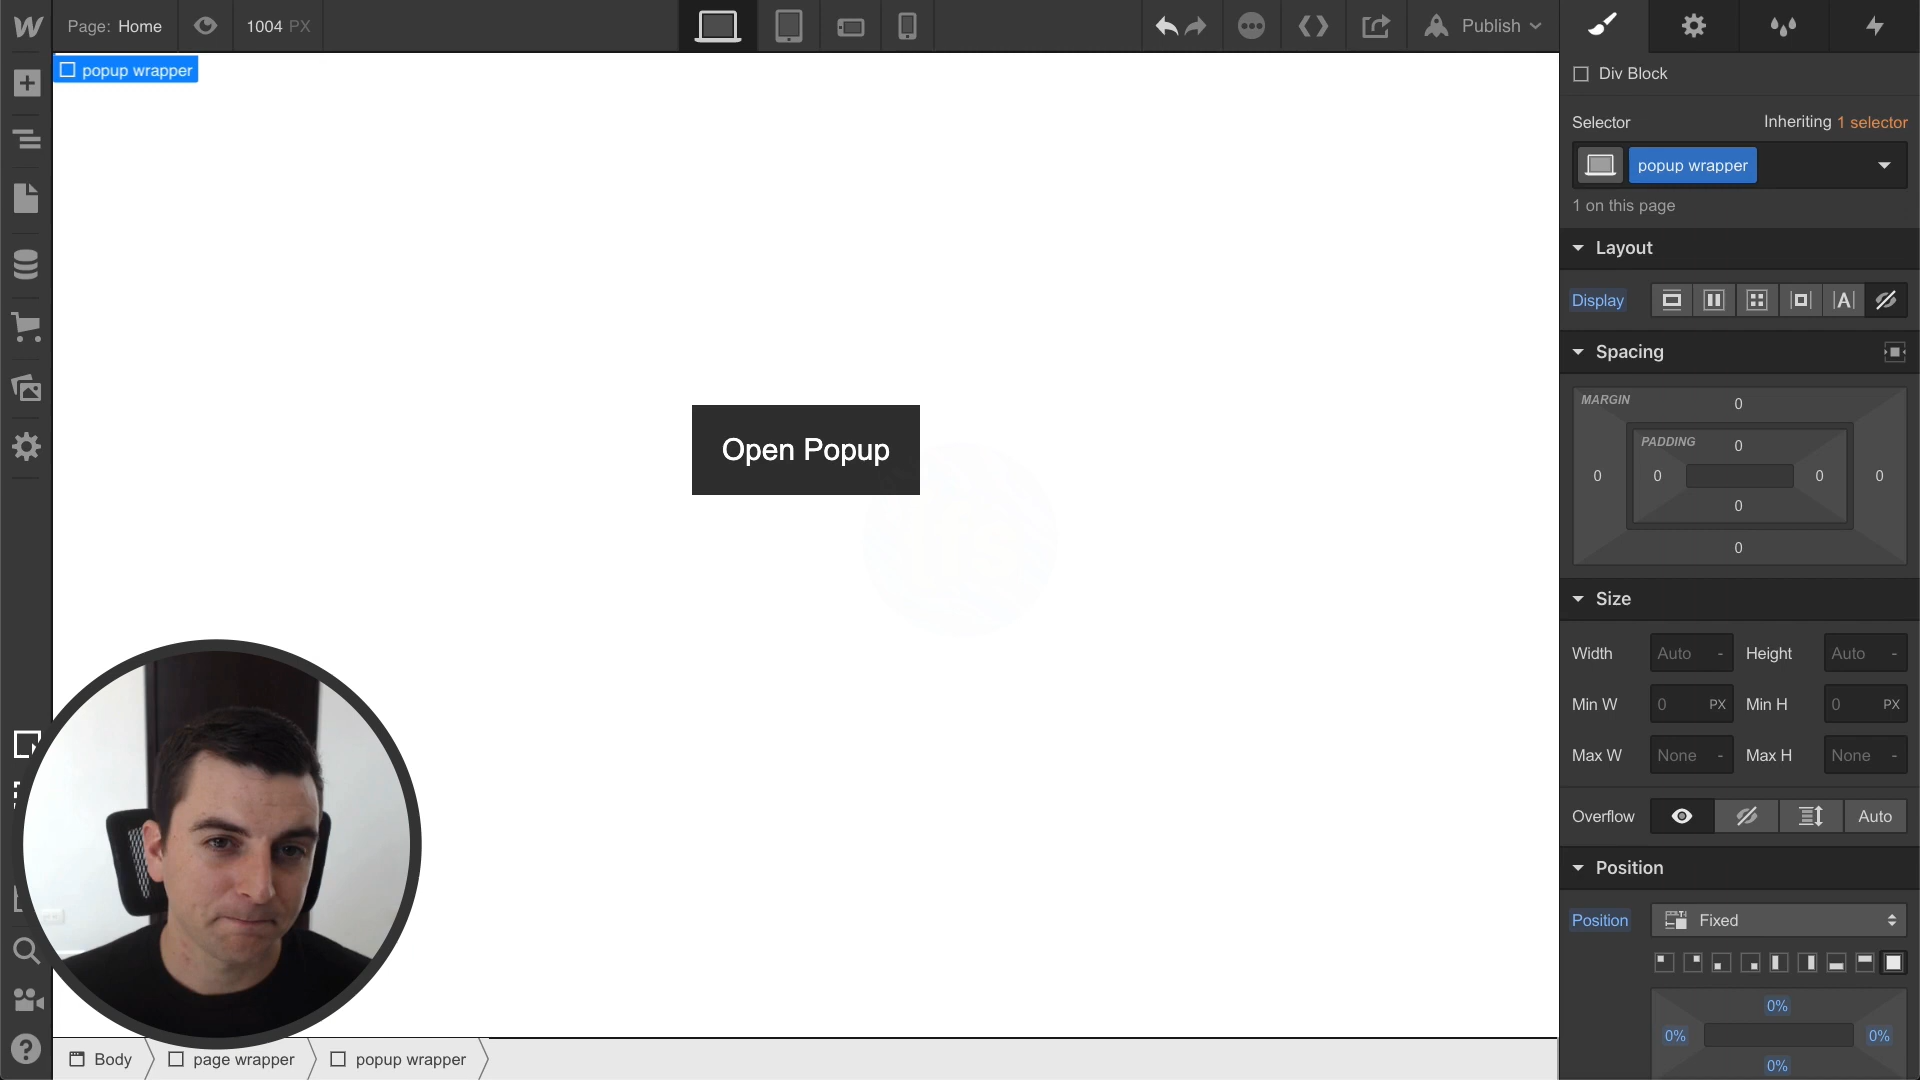 Page: Home
1004 PX
Publish
popup wrapper
Div Block
Selector
Inheriting 1 selector
popup wrapper
1 on this page
Layout
Display
Spacing
MARGIN
0
PADDING
0
0
0
0
0
0
0
Open Popup
Size
Width
Auto
-
Height
Auto
-
Min W
0
PX
Min H
0
PX
Max W
None
-
Max H
None
-
Overflow
Auto
Position
Position
Fixed
0%
0%
0%
0%
Body
page wrapper
popup wrapper